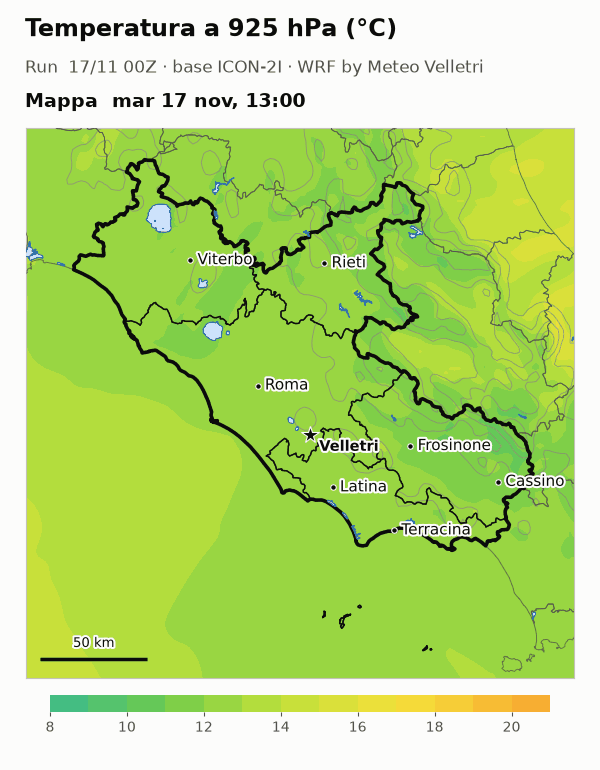 Temperatura a 925 hPa (°C)
Run  17/11 00Z · base ICON-2I · WRF by Meteo Velletri
Mappa  mar 17 nov, 13:00
Viterbo
Rieti
Roma
Velletri
Frosinone
Cassino
Latina
Terracina
50 km
8 10 12 14 16 18 20